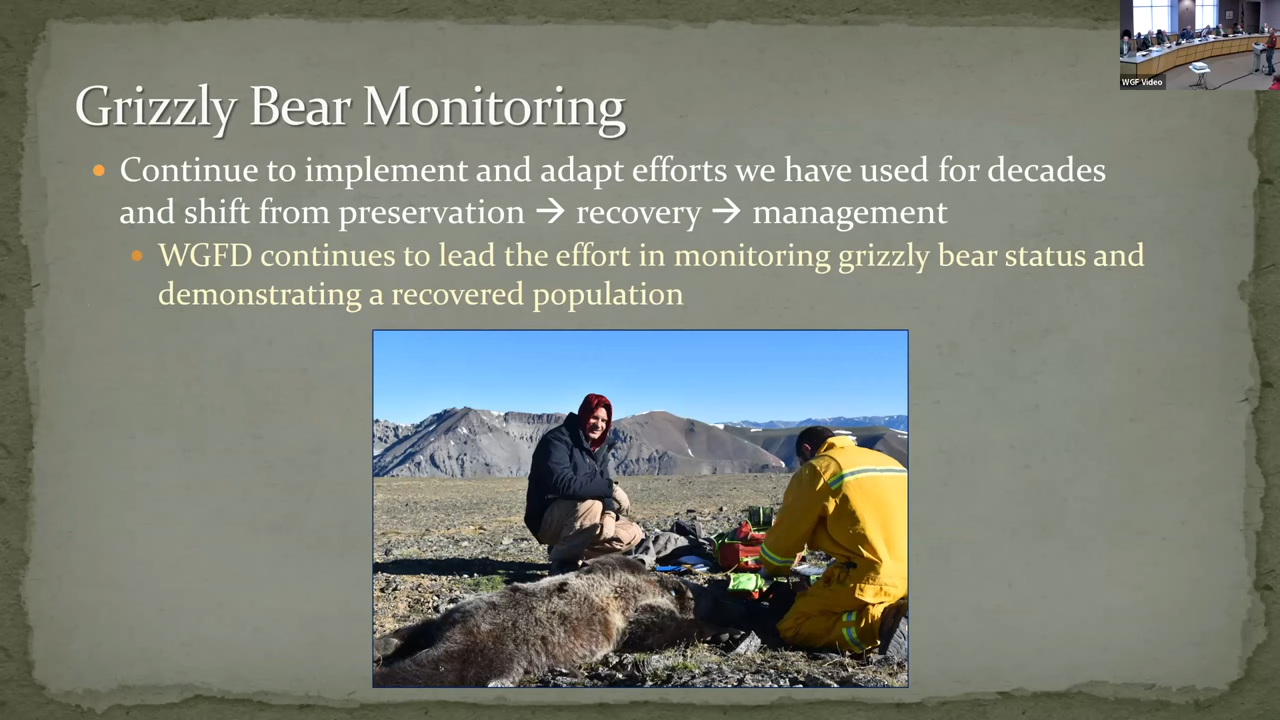 WGF Video
Grizzly Bear Monitoring
• Continue to implement and adapt efforts we have used for decades
and shift from preservation → recovery → management
• WGFD continues to lead the effort in monitoring grizzly bear status and
demonstrating a recovered population